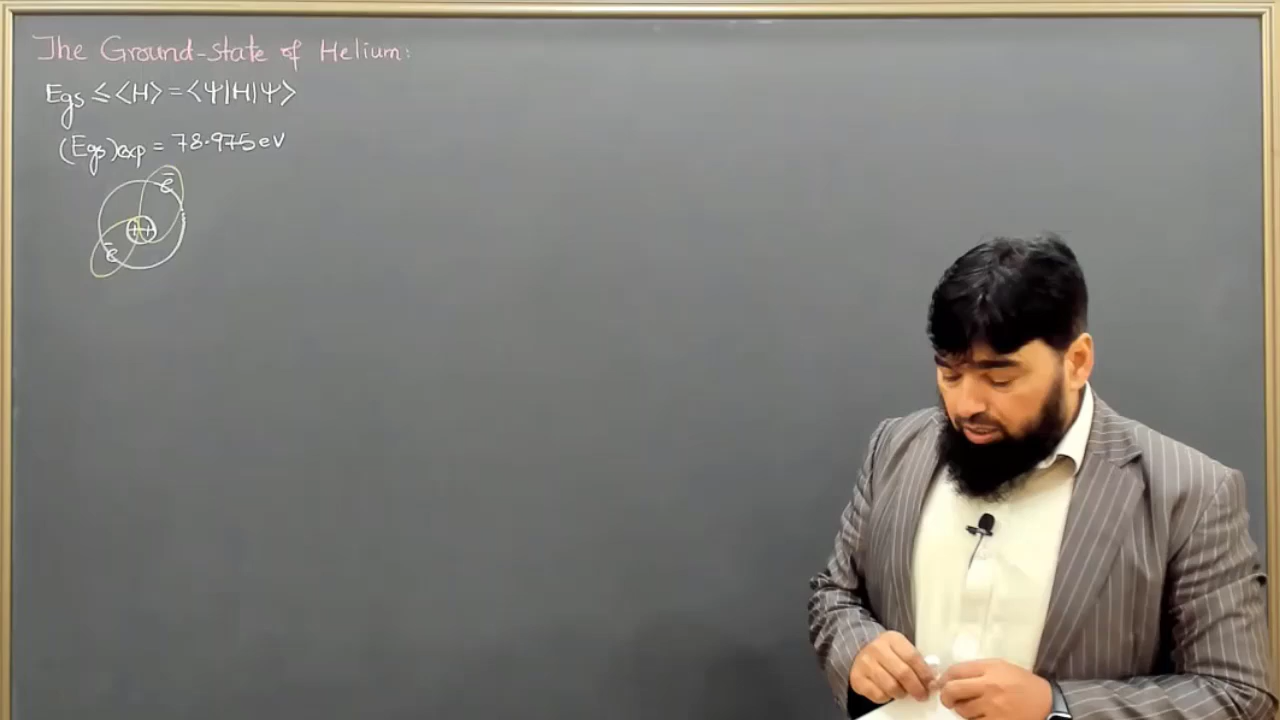 The Ground-state of Helium:
Egs ≤ <H> = <Ψ|H|Ψ>
(Egs)exp = 78.975 eV
ē
++
ē